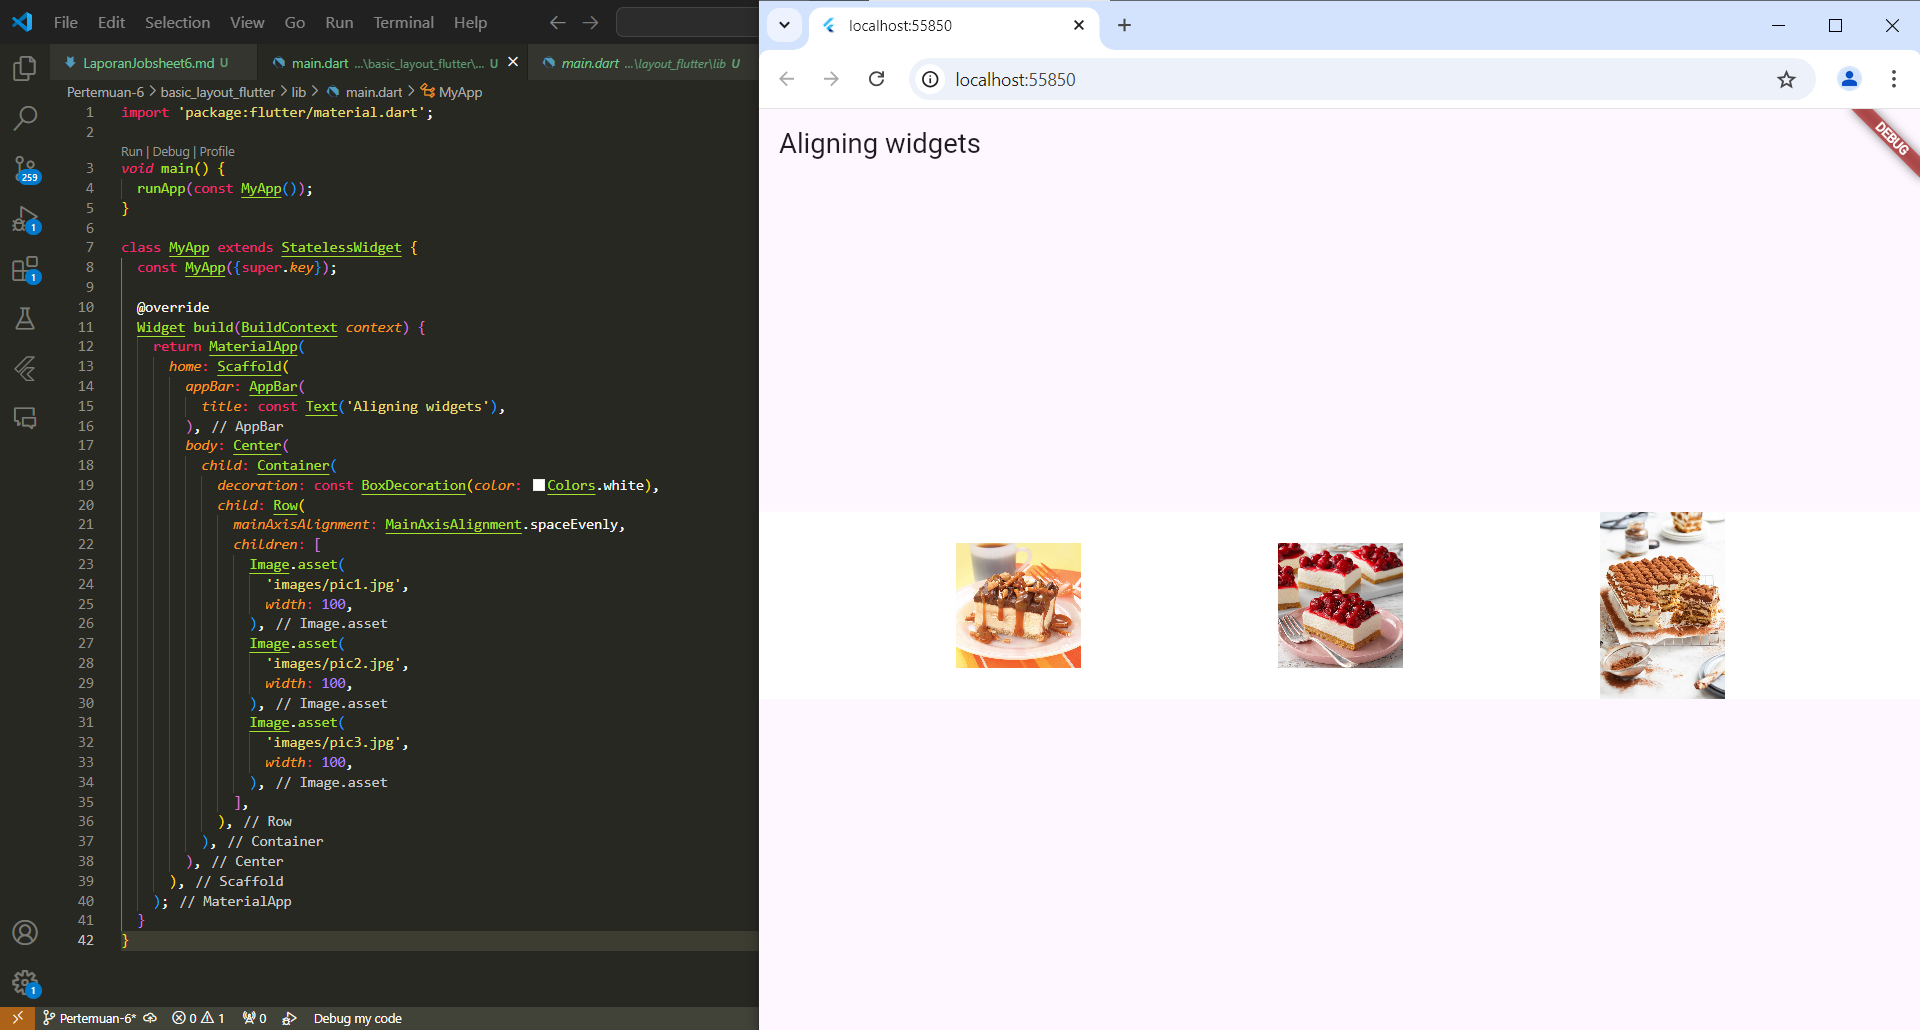 File Edit Selection View Go Run Terminal Help
LaporanJobsheet6.md U
main.dart ...\basic_layout_flutter\... U
main.dart ...\layout_flutter\lib U
Pertemuan-6 > basic_layout_flutter > lib > main.dart > MyApp
1 import 'package:flutter/material.dart';
2
Run | Debug | Profile
3 void main() {
4 runApp(const MyApp());
5 }
6
7 class MyApp extends StatelessWidget {
8 const MyApp({super.key});
9
10 @override
11 Widget build(BuildContext context) {
12 return MaterialApp(
13 home: Scaffold(
14 appBar: AppBar(
15 title: const Text('Aligning widgets'),
16 ), // AppBar
17 body: Center(
18 child: Container(
19 decoration: const BoxDecoration(color: Colors.white),
20 child: Row(
21 mainAxisAlignment: MainAxisAlignment.spaceEvenly,
22 children: [
23 Image.asset(
24 'images/pic1.jpg',
25 width: 100,
26 ), // Image.asset
27 Image.asset(
28 'images/pic2.jpg',
29 width: 100,
30 ), // Image.asset
31 Image.asset(
32 'images/pic3.jpg',
33 width: 100,
34 ), // Image.asset
35 ],
36 ), // Row
37 ), // Container
38 ), // Center
39 ), // Scaffold
40 ); // MaterialApp
41 }
42 }
259
1
1
1
Pertemuan-6* 0 1 0 Debug my code
localhost:55850
localhost:55850
Aligning widgets
DEBUG